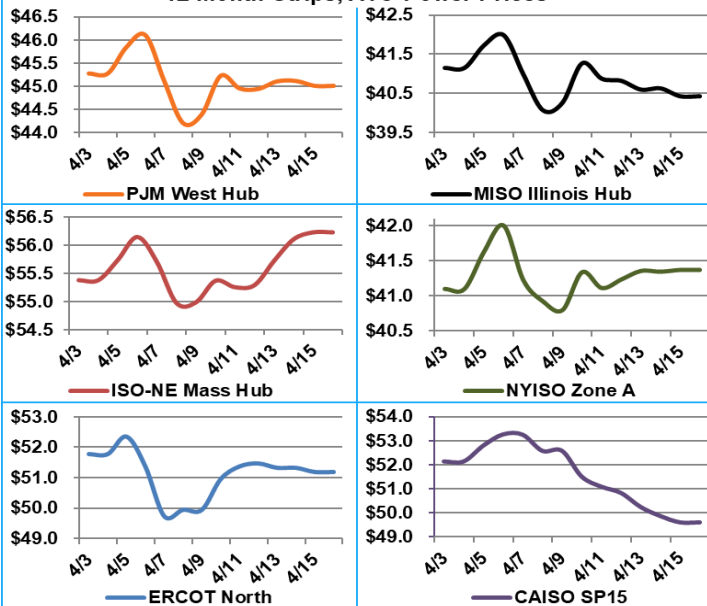 12 Month Strips, ATC Power Prices
$46.5
$46.0
$45.5
$45.0
$44.5
$44.0
4/3 4/5 4/7 4/9 4/11 4/13 4/15
PJM West Hub
$42.5
$41.5
$40.5
$39.5
4/3 4/5 4/7 4/9 4/11 4/13 4/15
MISO Illinois Hub
$56.5
$56.0
$55.5
$55.0
$54.5
4/3 4/5 4/7 4/9 4/11 4/13 4/15
ISO-NE Mass Hub
$42.0
$41.5
$41.0
$40.5
4/3 4/5 4/7 4/9 4/11 4/13 4/15
NYISO Zone A
$53.0
$52.0
$51.0
$50.0
$49.0
4/3 4/5 4/7 4/9 4/11 4/13 4/15
ERCOT North
$54.0
$53.0
$52.0
$51.0
$50.0
$49.0
4/3 4/5 4/7 4/9 4/11 4/13 4/15
CAISO SP15